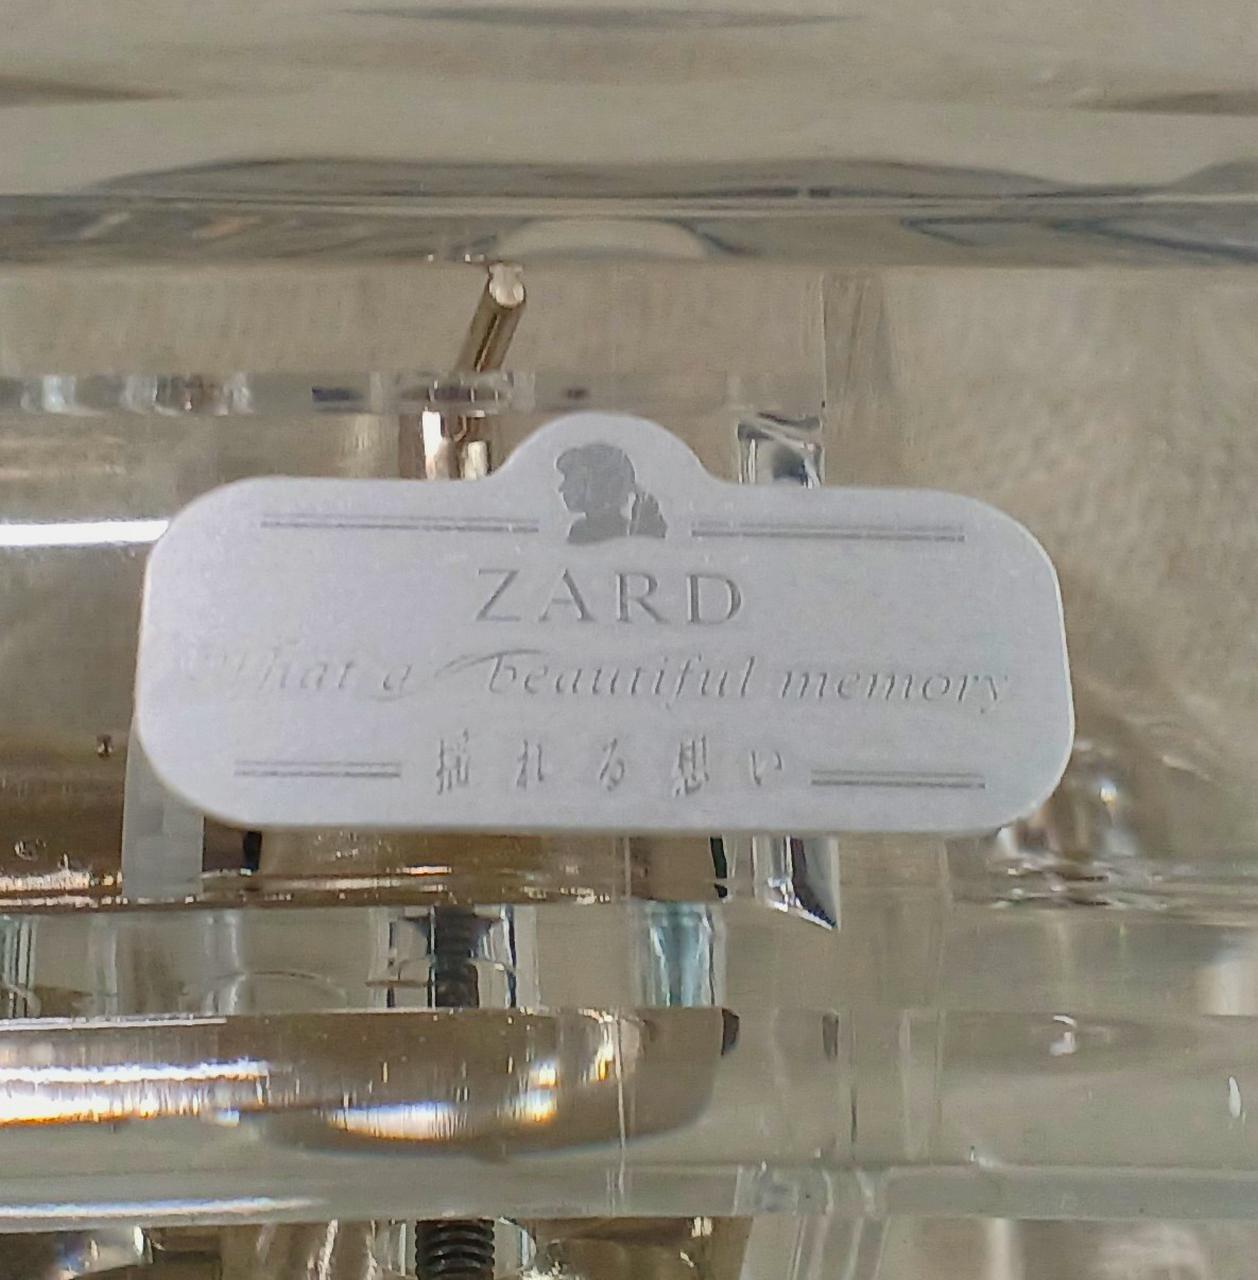 ZARD
What a beautiful memory
揺れる想い